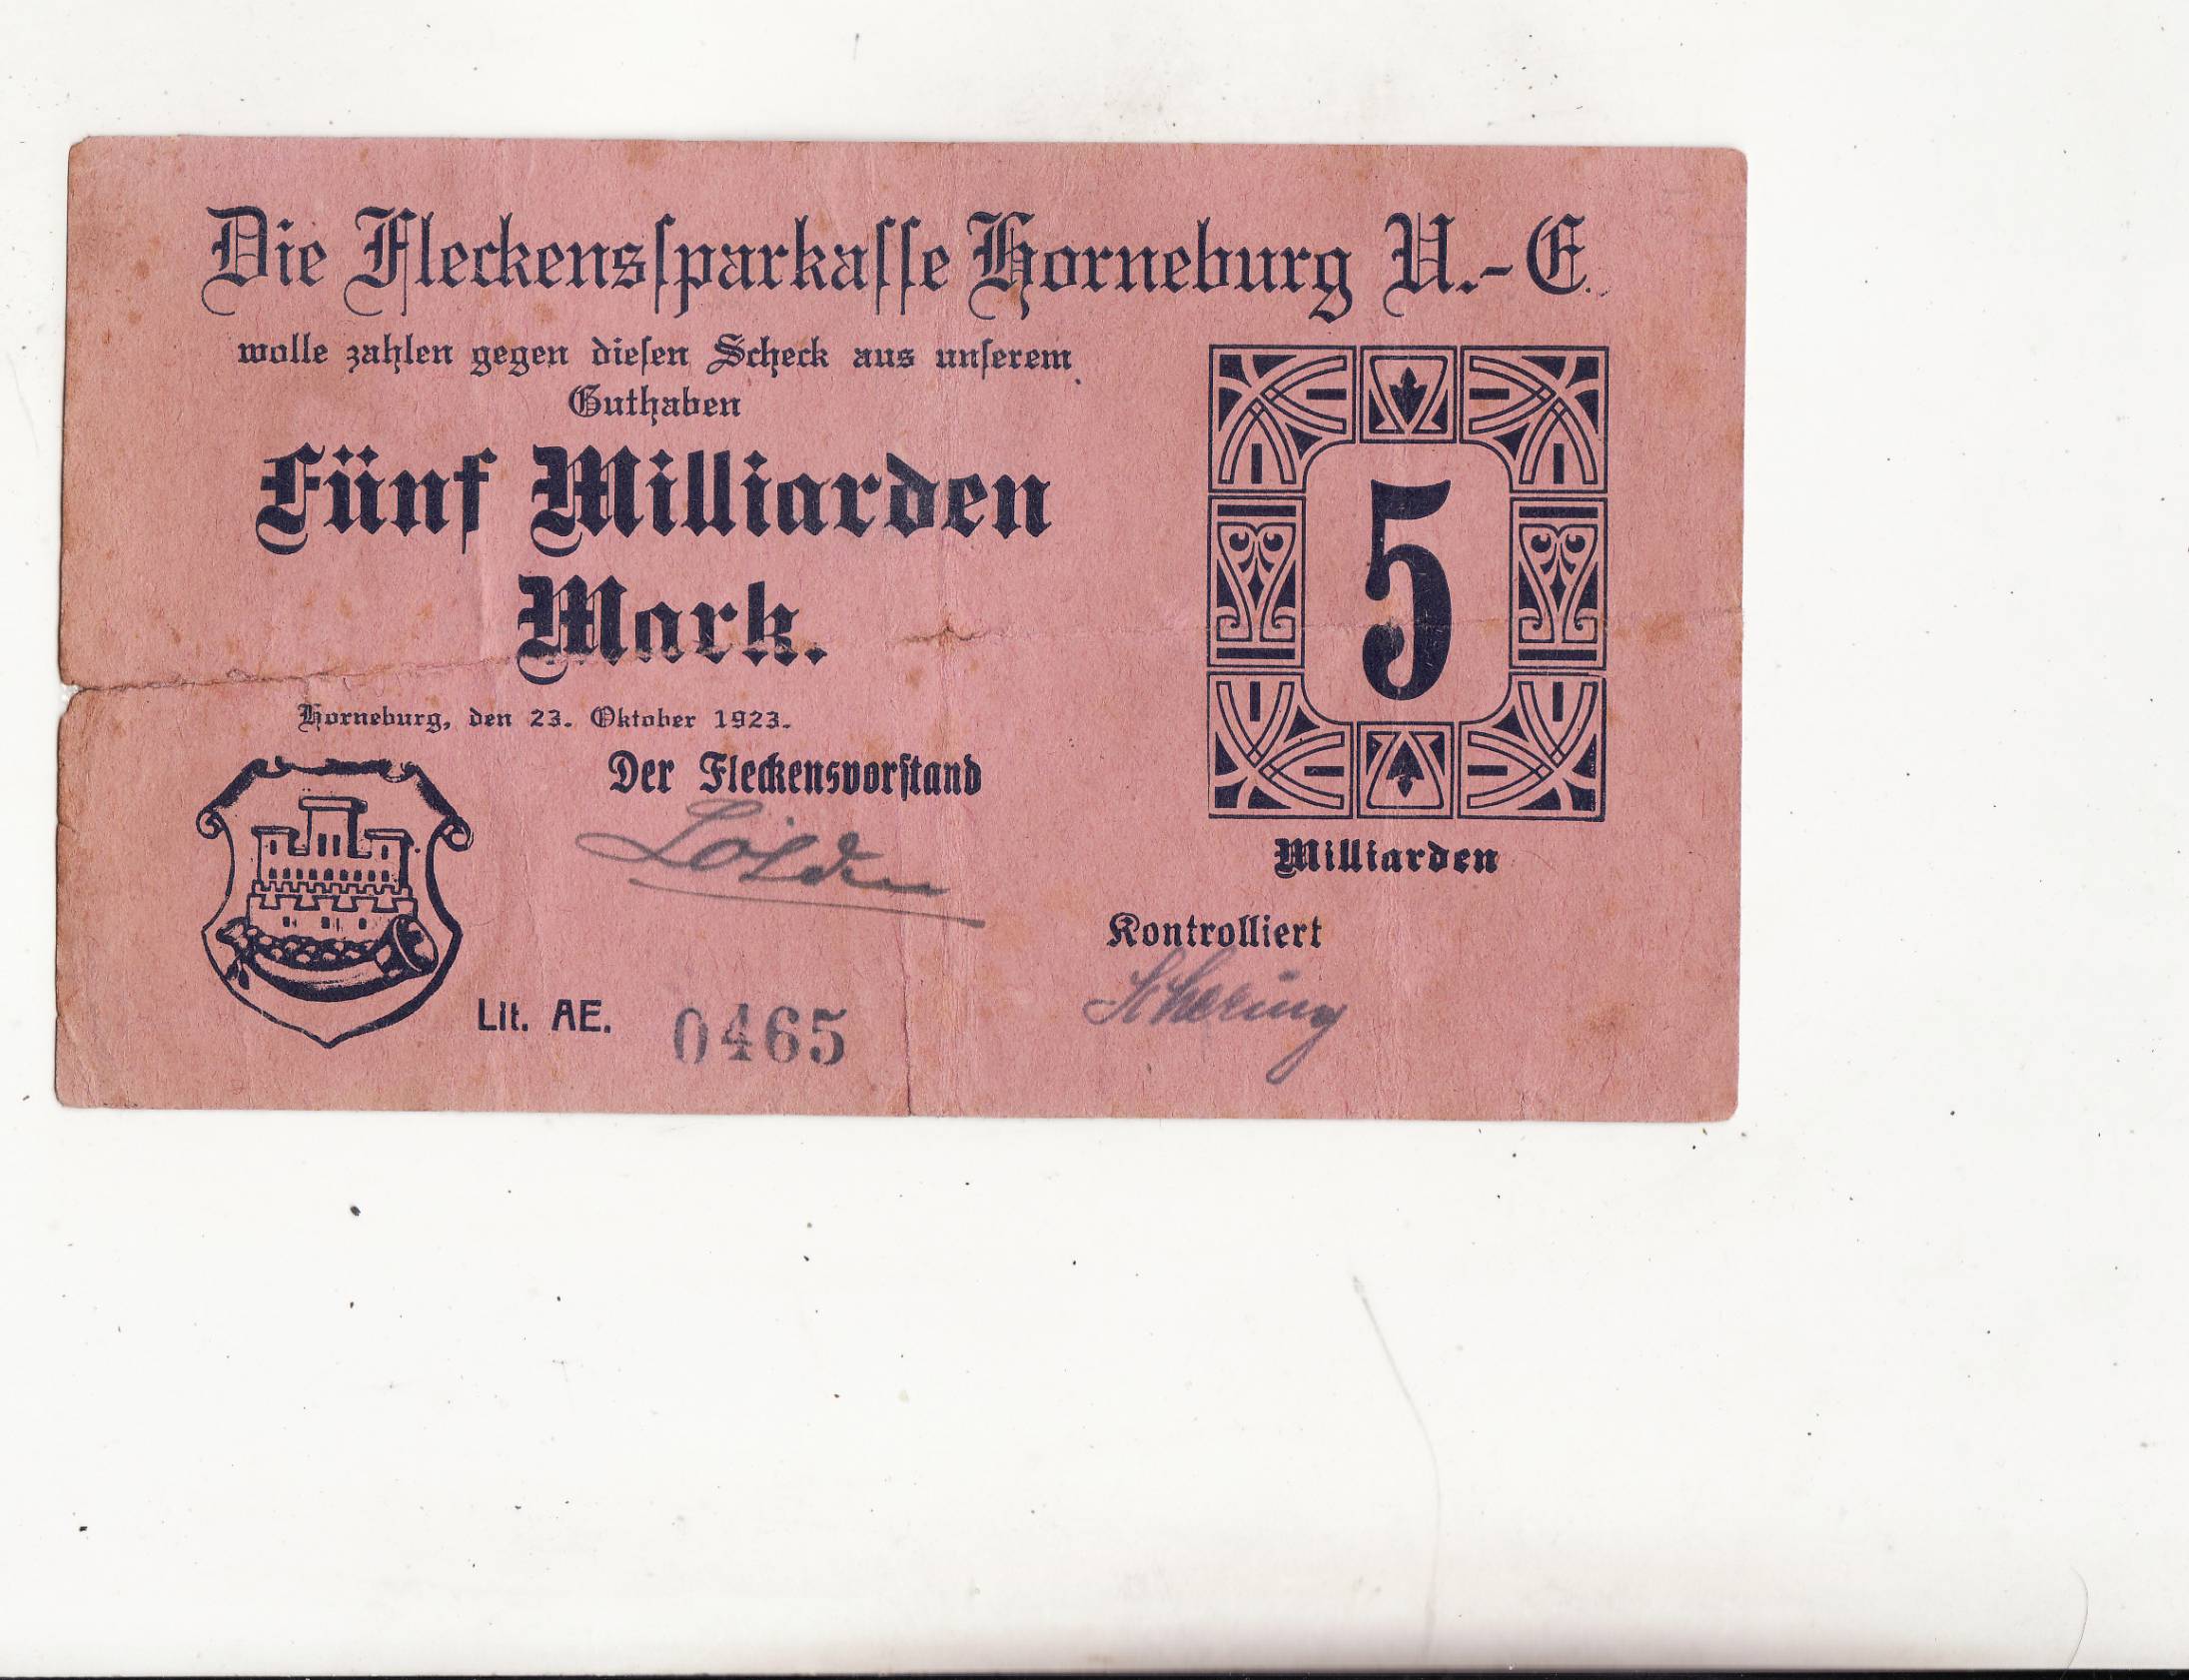 Die Fleckenssparkasse Horneburg U.-E.
wolle zahlen gegen diesen Scheck aus unserem
Guthaben
Fünf Milliarden
Mark.
Horneburg, den 23. Oktober 1923.
Der Fleckensvorstand
Lit. AE. 0465
5
Milliarden
Kontrolliert
Schering